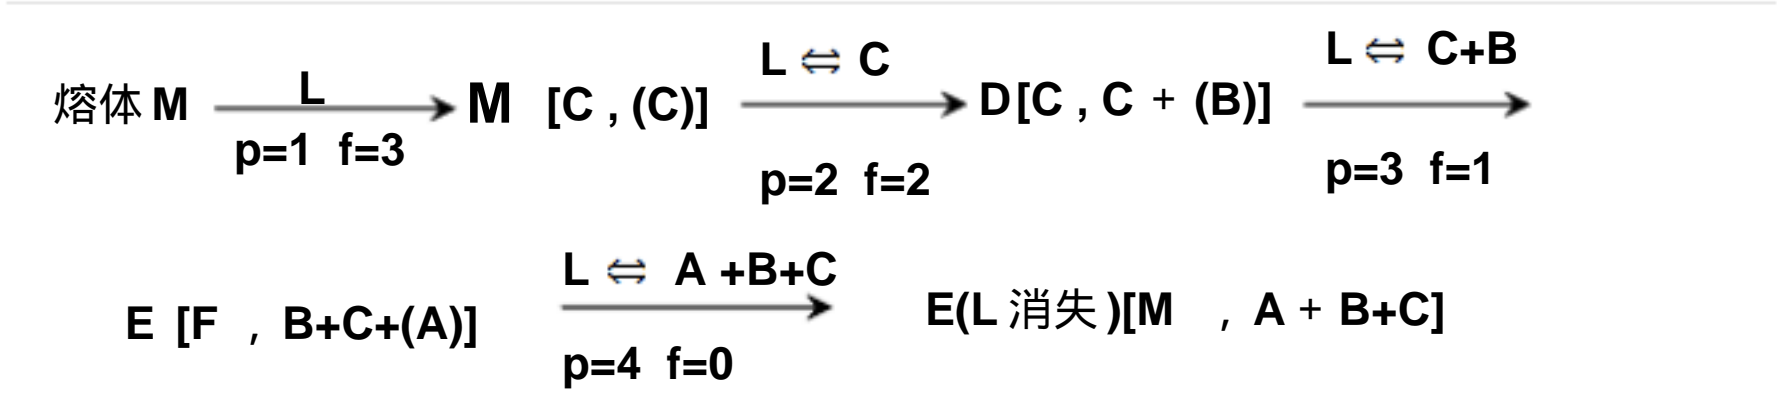 L ⇔ C+B
L ⇔ C
熔体 M L M [C , (C)] D[C , C + (B)]
p=1 f=3
p=2 f=2
p=3 f=1
L ⇔ A +B+C
E [F , B+C+(A)] E(L 消失)[M , A + B+C]
p=4 f=0